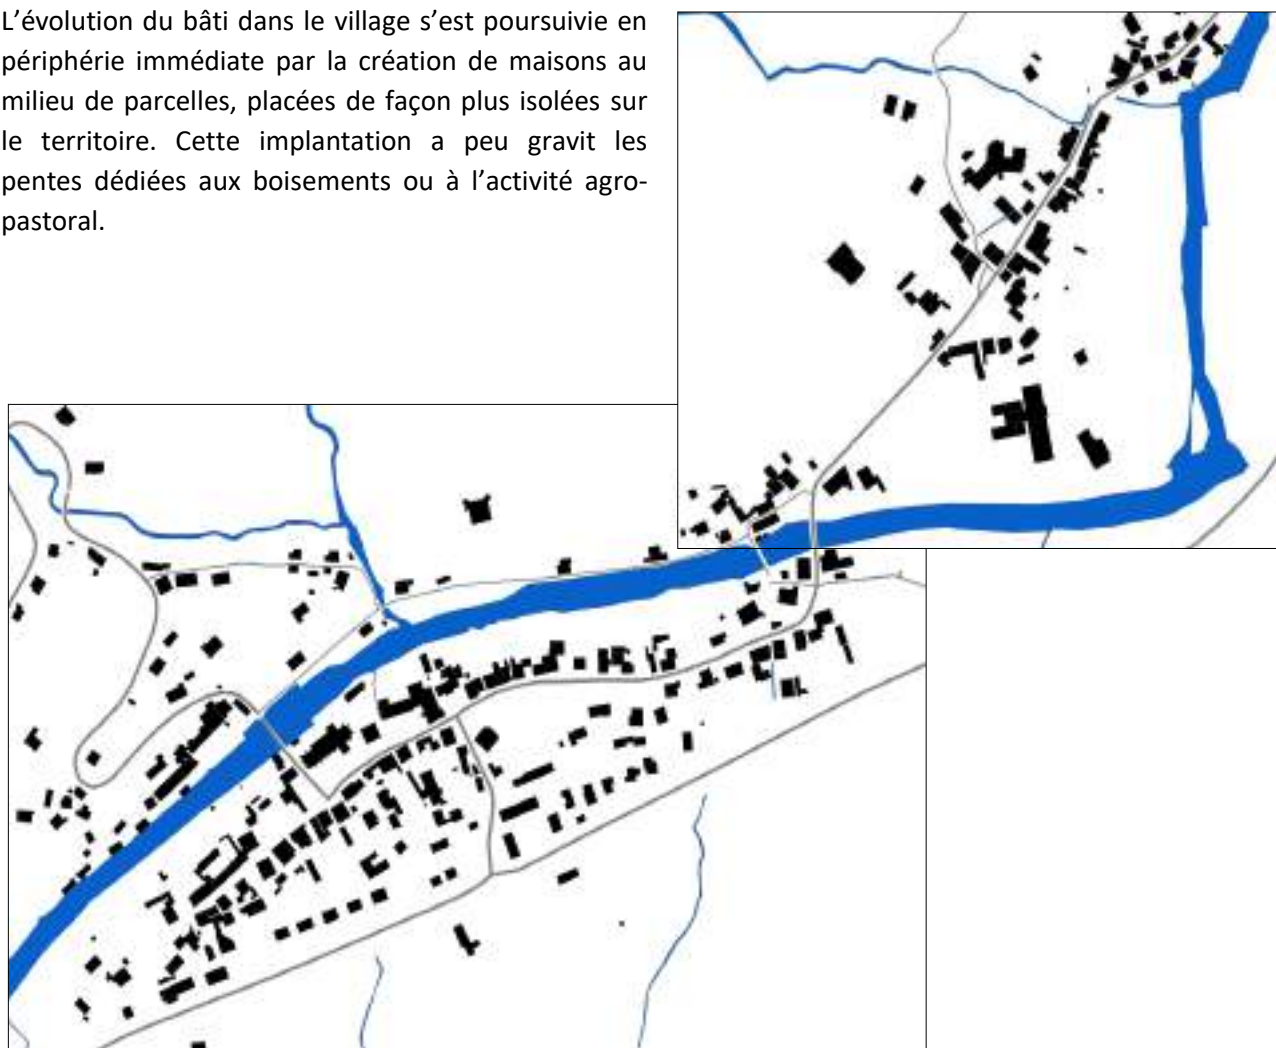 L’évolution du bâti dans le village s’est poursuivie en
périphérie immédiate par la création de maisons au
milieu de parcelles, placées de façon plus isolées sur
le territoire. Cette implantation a peu gravit les
pentes dédiées aux boisements ou à l’activité agro-
pastoral.